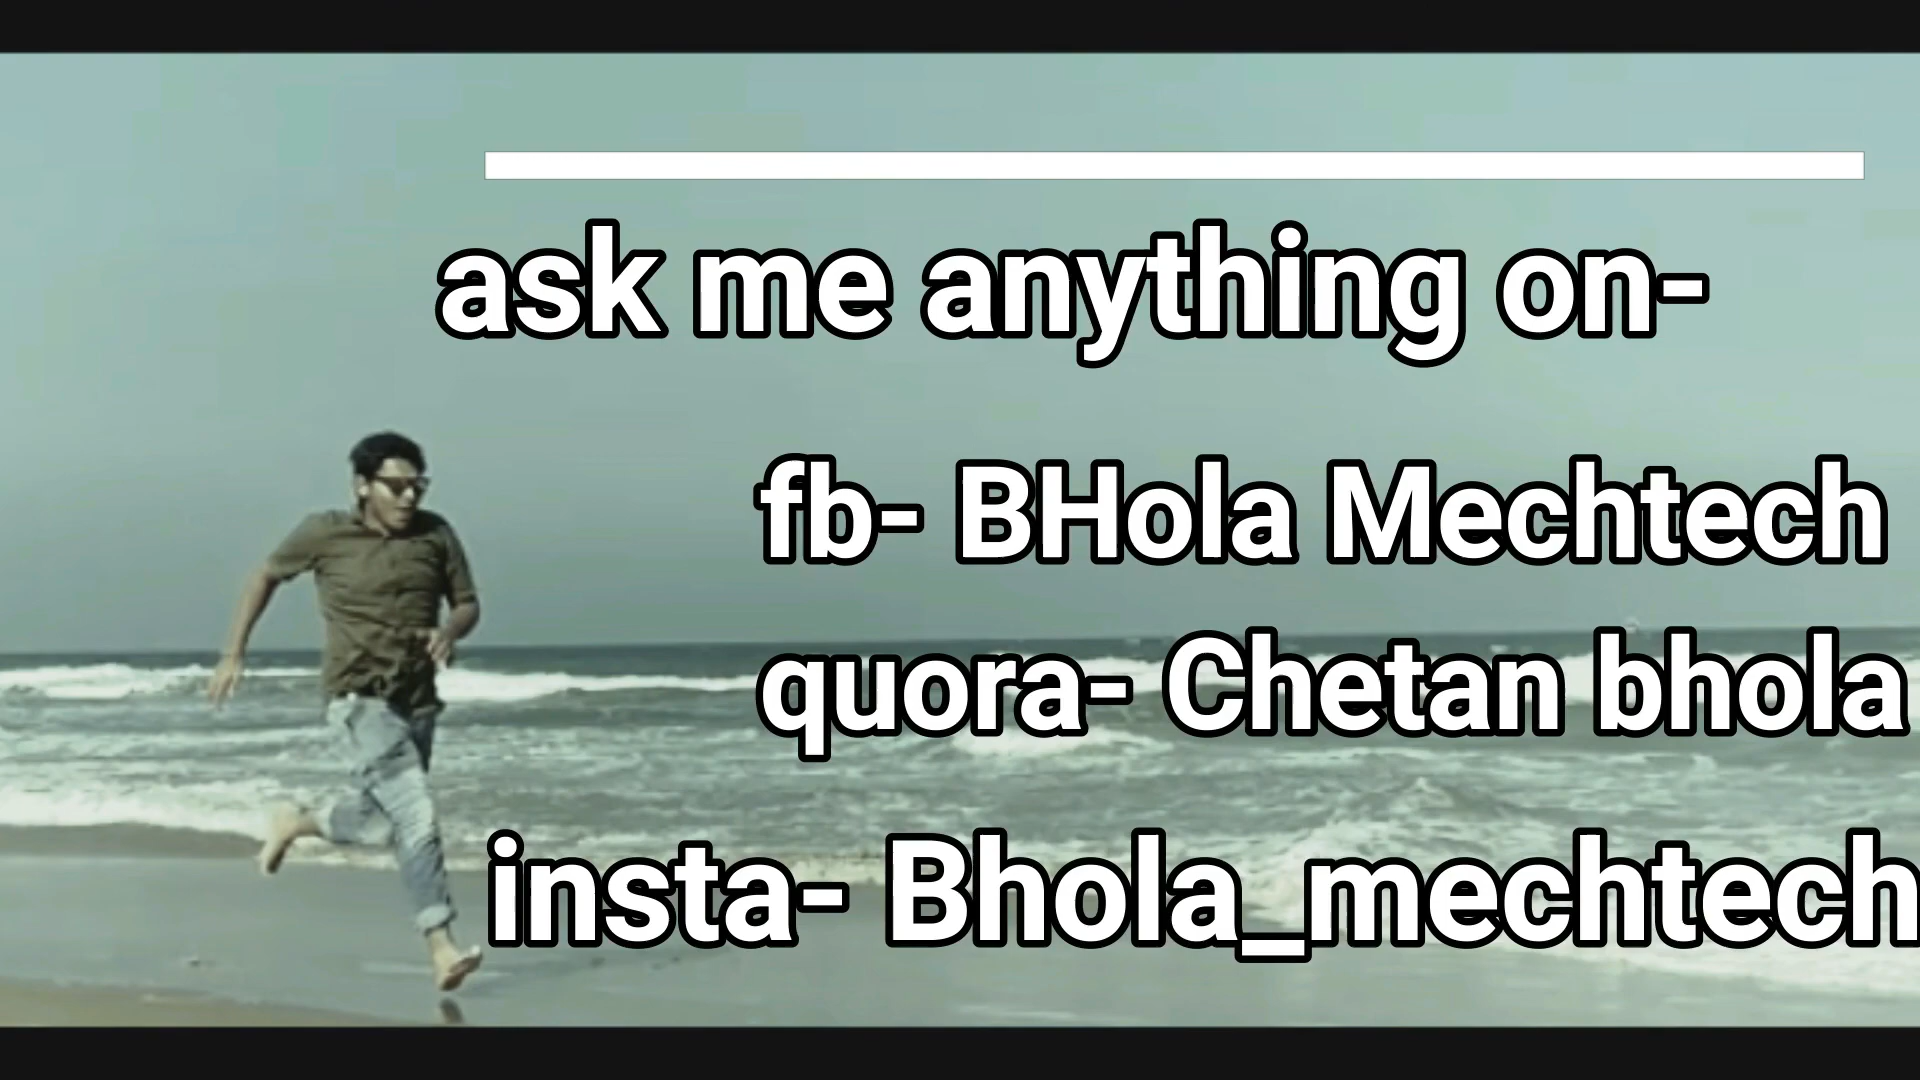 ask me anything on-
fb- BHola Mechtech
quora- Chetan bhola
insta- Bhola_mechtech